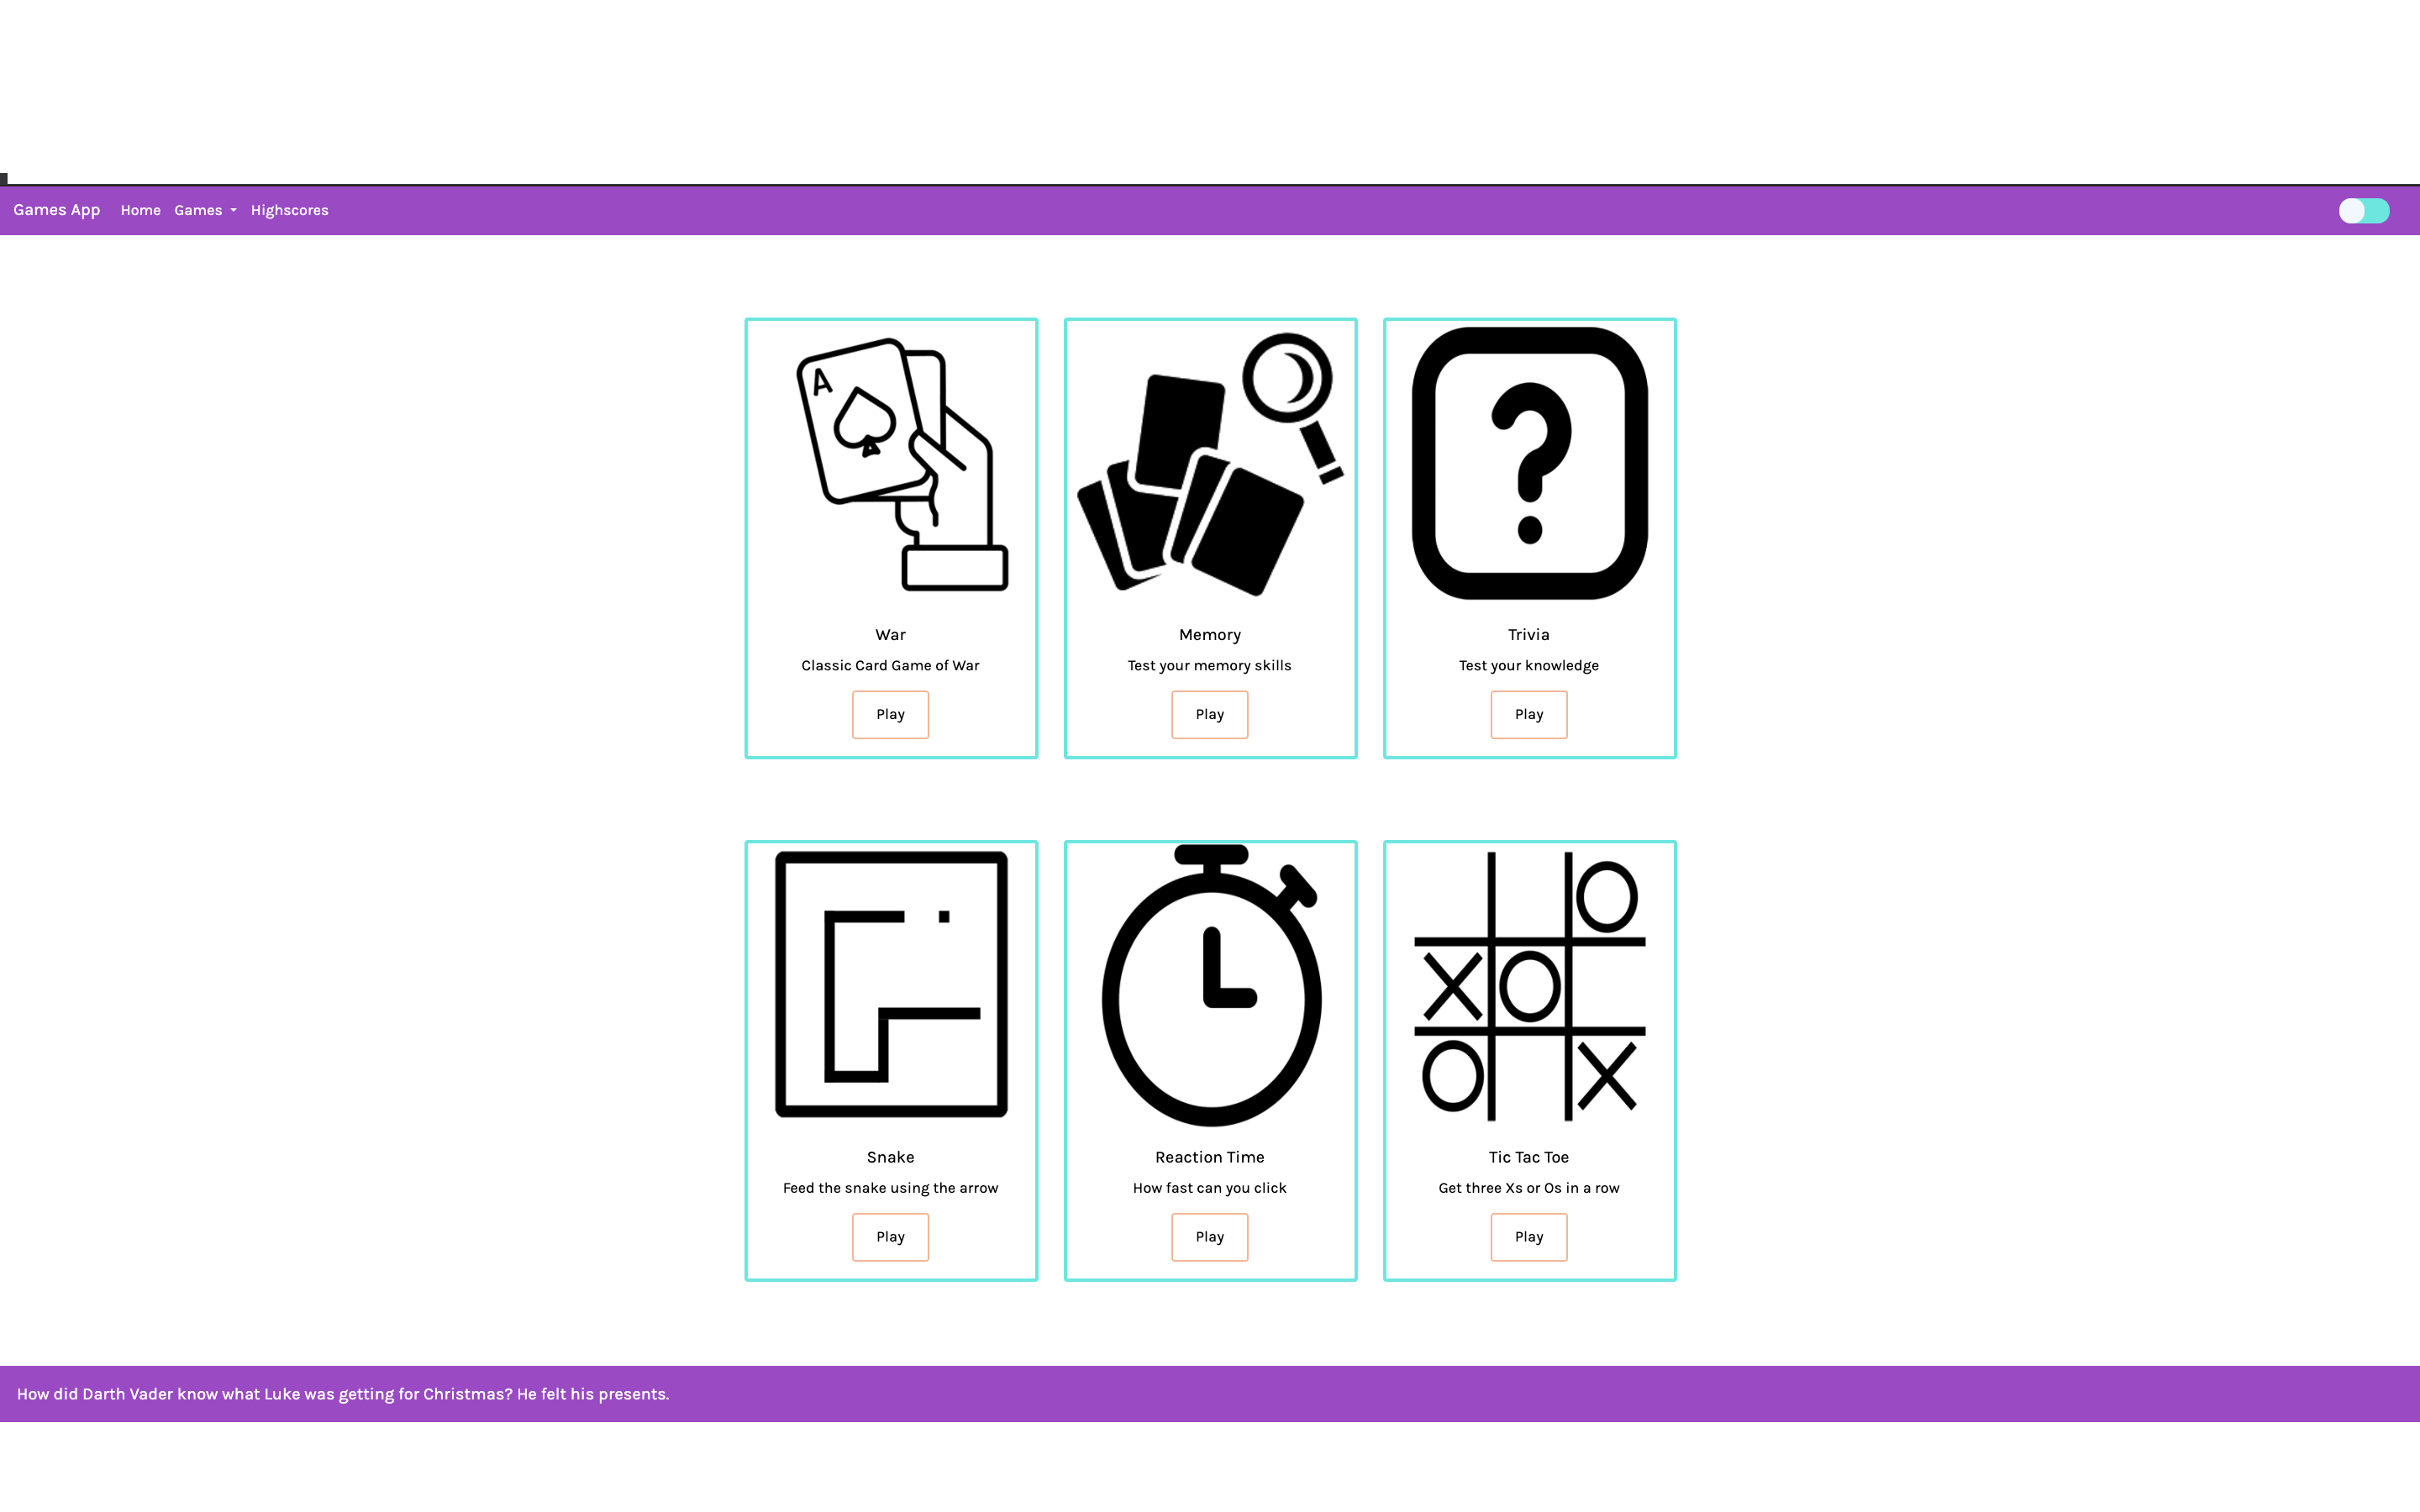 Games App Home Games Highscores
A
?
War
Classic Card Game of War
Play
Memory
Test your memory skills
Play
Trivia
Test your knowledge
Play
O
X O
O X
Snake
Feed the snake using the arrow
Play
Reaction Time
How fast can you click
Play
Tic Tac Toe
Get three Xs or Os in a row
Play
How did Darth Vader know what Luke was getting for Christmas? He felt his presents.